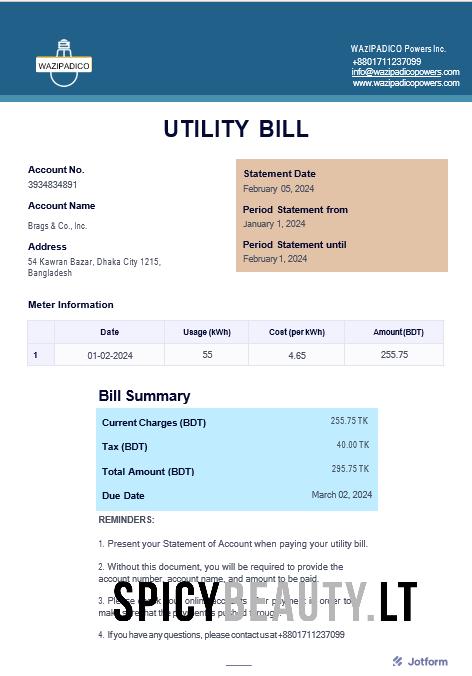 WAZIPADICO
WAZIPADICO Powers Inc.
+8801711237099
info@wazipadicopowers.com
www.wazipadicopowers.com
UTILITY BILL
Account No.
3934834891
Account Name
Brags & Co., Inc.
Address
54 Kawran Bazar, Dhaka City 1215,
Bangladesh
Statement Date
February 05, 2024
Period Statement from
January 1, 2024
Period Statement until
February 1, 2024
Meter Information
Date Usage (kWh) Cost (per kWh) Amount (BDT)
1 01-02-2024 55 4.65 255.75
Bill Summary
Current Charges (BDT) 255.75 TK
Tax (BDT) 40.00 TK
Total Amount (BDT) 295.75 TK
Due Date March 02, 2024
REMINDERS:
1. Present your Statement of Account when paying your utility bill.
2. Without this document, you will be required to provide the
account number, account name, and amount to be paid.
3. Please your online payment in order to
make sure that the payment is
SPICYBEAUTY.LT
4. If you have any questions, please contact us at +8801711237099
Jotform